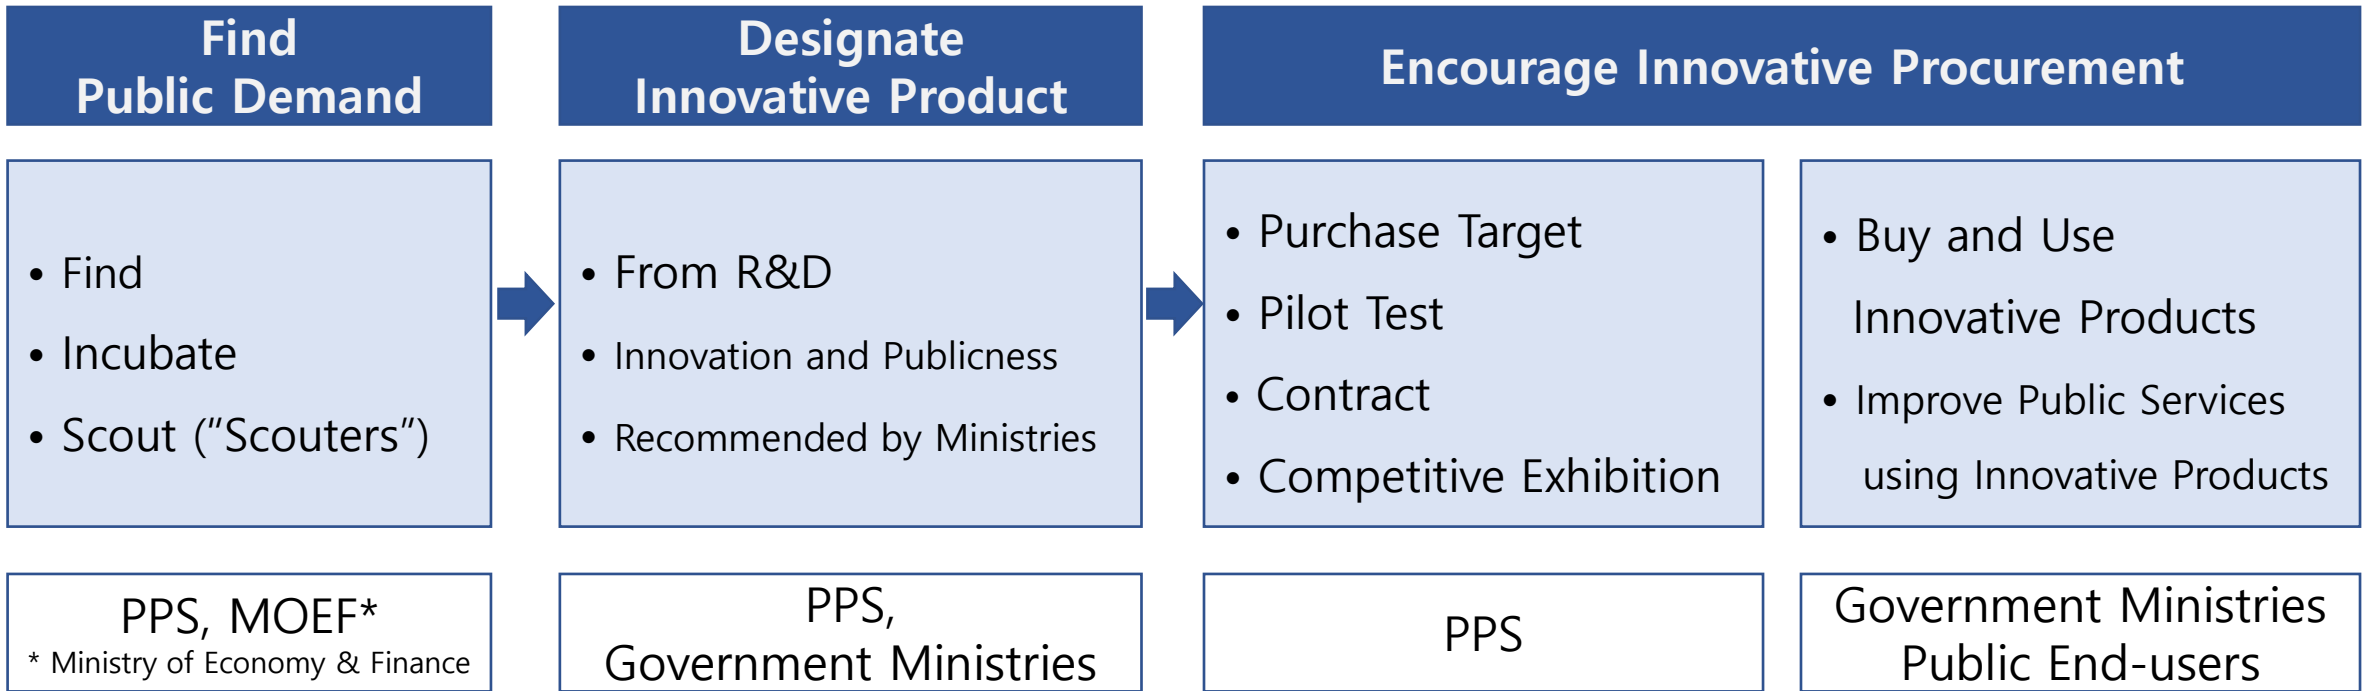 Find
Public Demand
Designate
Innovative Product
Encourage Innovative Procurement
• Find
• Incubate
• Scout ("Scouters")
• From R&D
• Innovation and Publicness
• Recommended by Ministries
• Purchase Target
• Pilot Test
• Contract
• Competitive Exhibition
• Buy and Use
Innovative Products
• Improve Public Services
using Innovative Products
PPS, MOEF*
* Ministry of Economy & Finance
PPS,
Government Ministries
PPS
Government Ministries
Public End-users